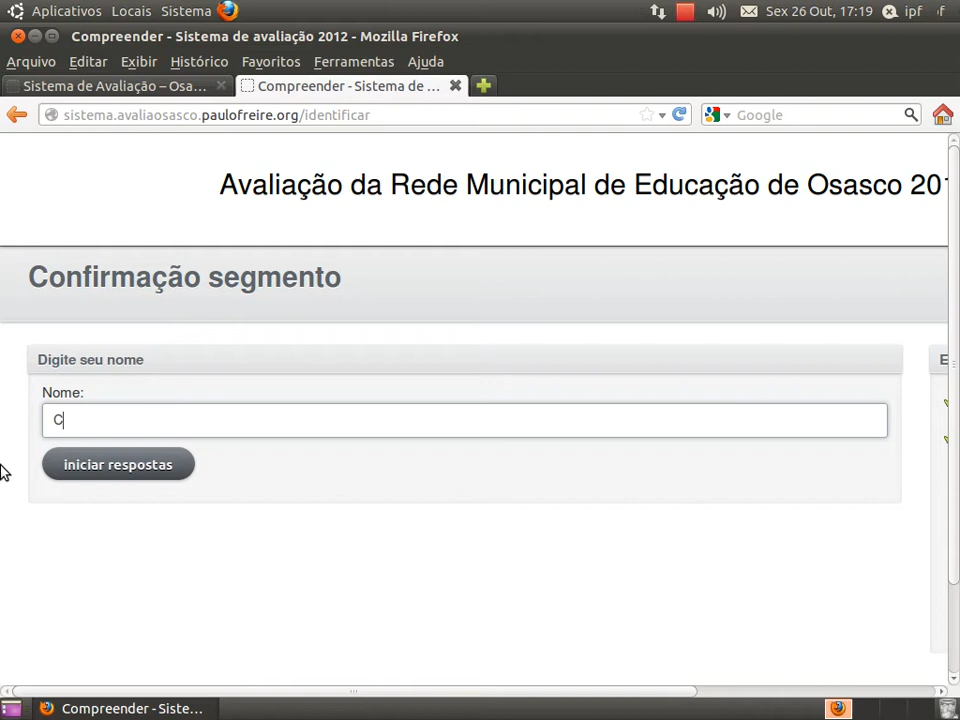 Aplicativos Locais Sistema Sex 26 Out, 17:19 ipf
Compreender - Sistema de avaliação 2012 - Mozilla Firefox
Arquivo Editar Exibir Histórico Favoritos Ferramentas Ajuda
Sistema de Avaliação – Osa... Compreender - Sistema de ...
sistema.avaliaosasco.paulofreire.org/identificar Google
Avaliação da Rede Municipal de Educação de Osasco 201
Confirmação segmento
Digite seu nome E
Nome:
C
iniciar respostas
Compreender - Siste...